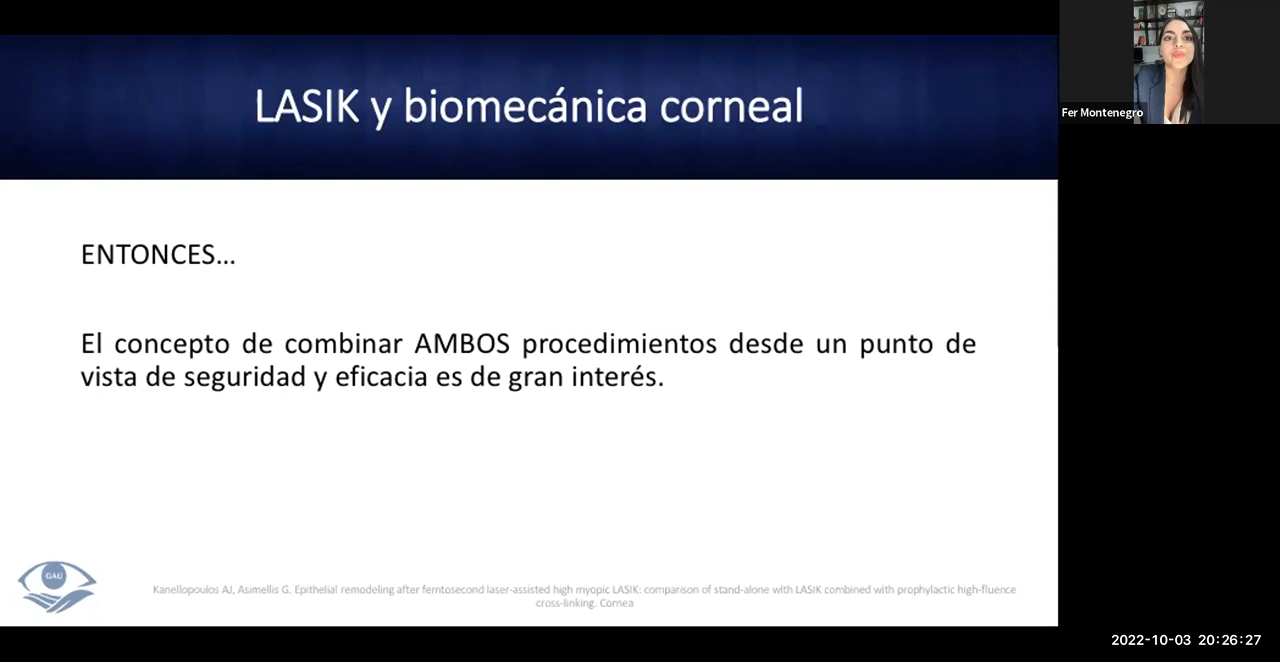 LASIK y biomecánica corneal
Fer Montenegro
ENTONCES...
El concepto de combinar AMBOS procedimientos desde un punto de
vista de seguridad y eficacia es de gran interés.
GAU
Kanellopoulos AJ, Asimellis G. Epithelial remodeling after femtosecond laser-assisted high myopic LASIK: comparison of stand-alone with LASIK combined with prophylactic high-fluence
cross-linking. Cornea
2022-10-03 20:26:27